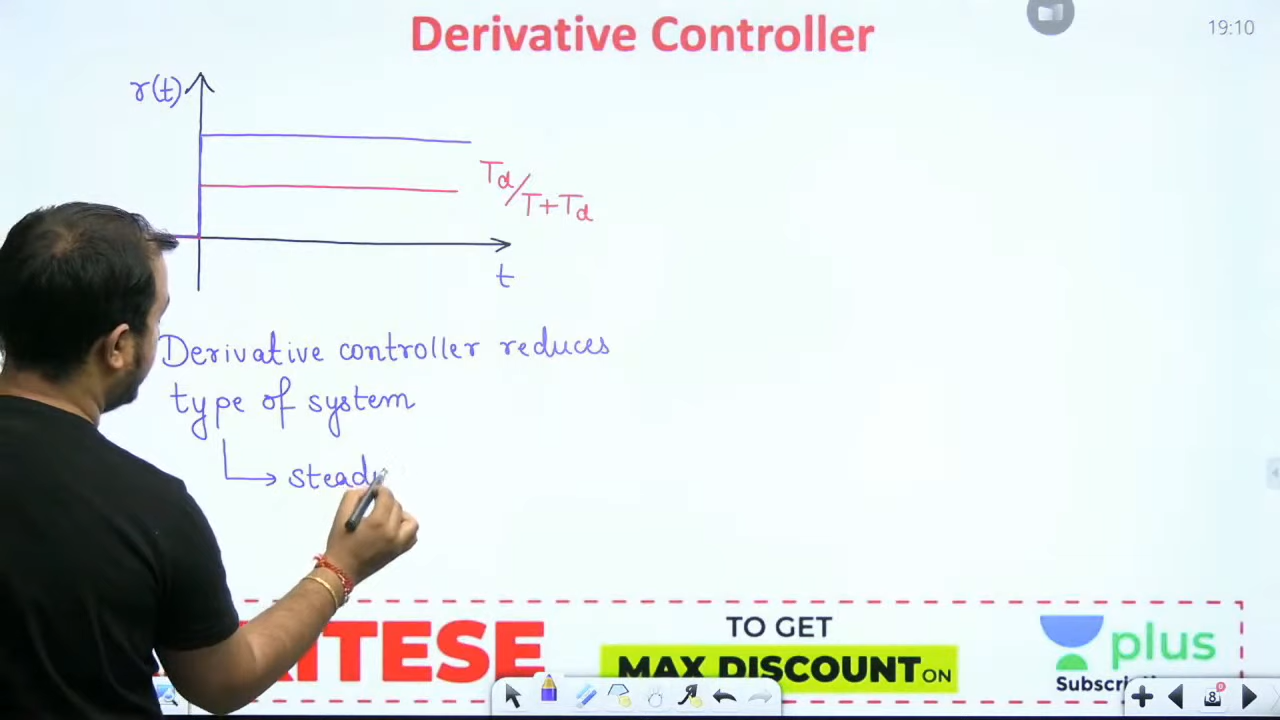 Derivative Controller
19:10
r(t)
Td/T+Td
t
Derivative controller reduces
type of system
↳ steady
TO GET
MAX DISCOUNT ON
plus
8